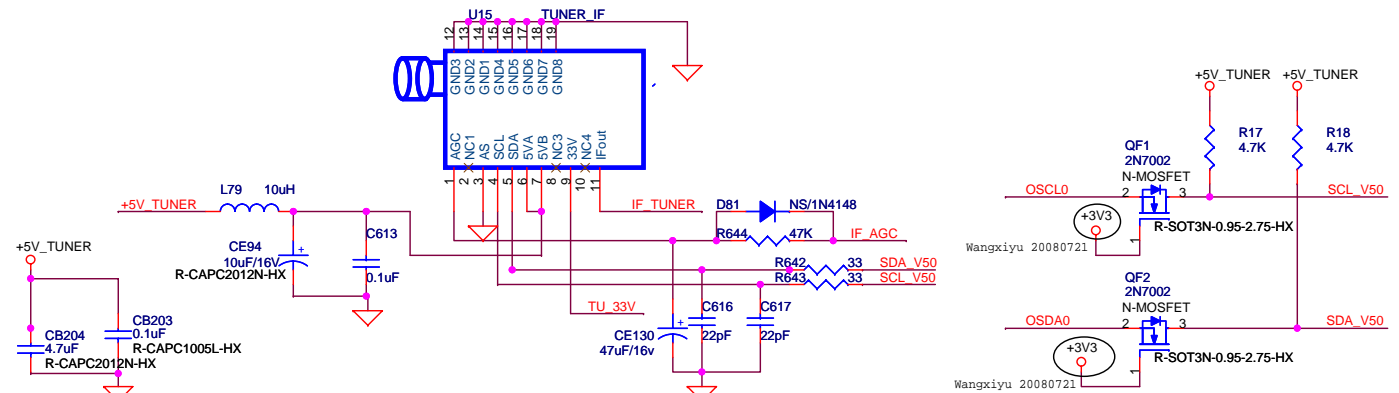 U15 TUNER_IF
12 13 14 15 16 17 18 19
GND3 GND2 GND1 GND4 GND5 GND6 GND7 GND8
AGC NC1 AS SCL SDA 5VA 5VB NC3 33V NC4 IFout
1 2 3 4 5 6 7 8 9 10 11
+5V_TUNER
L79 10uH
CE94
10uF/16V
R-CAPC2012N-HX
C613
0.1uF
+5V_TUNER
CB204
4.7uF
R-CAPC2012N-HX
CB203
0.1uF
R-CAPC1005L-HX
IF_TUNER
D81 NS/1N4148
R644 47K IF_AGC
R642 33 SDA_V50
R643 33 SCL_V50
TU_33V
CE130
47uF/16v
C616
22pF
C617
22pF
+5V_TUNER +5V_TUNER
R17
4.7K
R18
4.7K
QF1
2N7002
N-MOSFET
OSCL0 2 3 SCL_V50
+3V3
1
R-SOT3N-0.95-2.75-HX
Wangxiyu 20080721
QF2
2N7002
N-MOSFET
OSDA0 2 3 SDA_V50
+3V3
1
R-SOT3N-0.95-2.75-HX
Wangxiyu 20080721